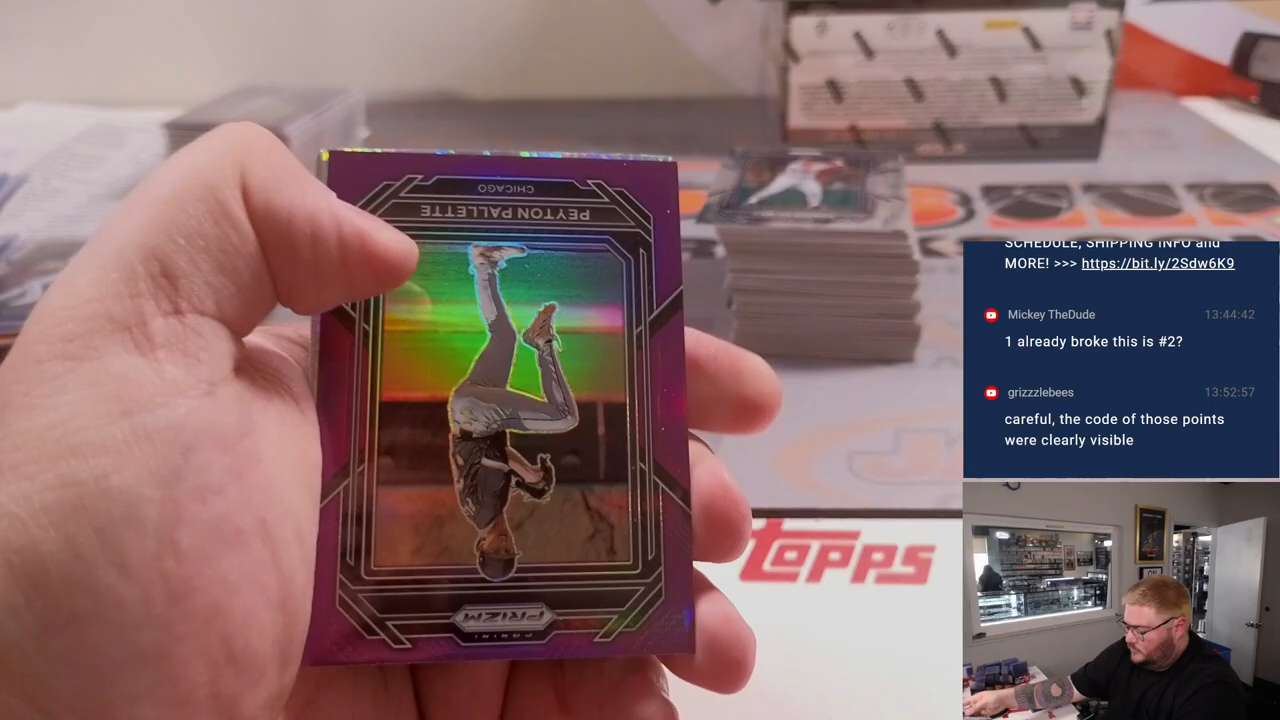 CHICAGO
PEYTON PALLETTE
PRIZM
PANINI
TOPPS
SCHEDULE, SHIPPING INFO and
MORE! >>> https://bit.ly/2Sdw6K9
Mickey TheDude 13:44:42
1 already broke this is #2?
grizzzlebees 13:52:57
careful, the code of those points
were clearly visible